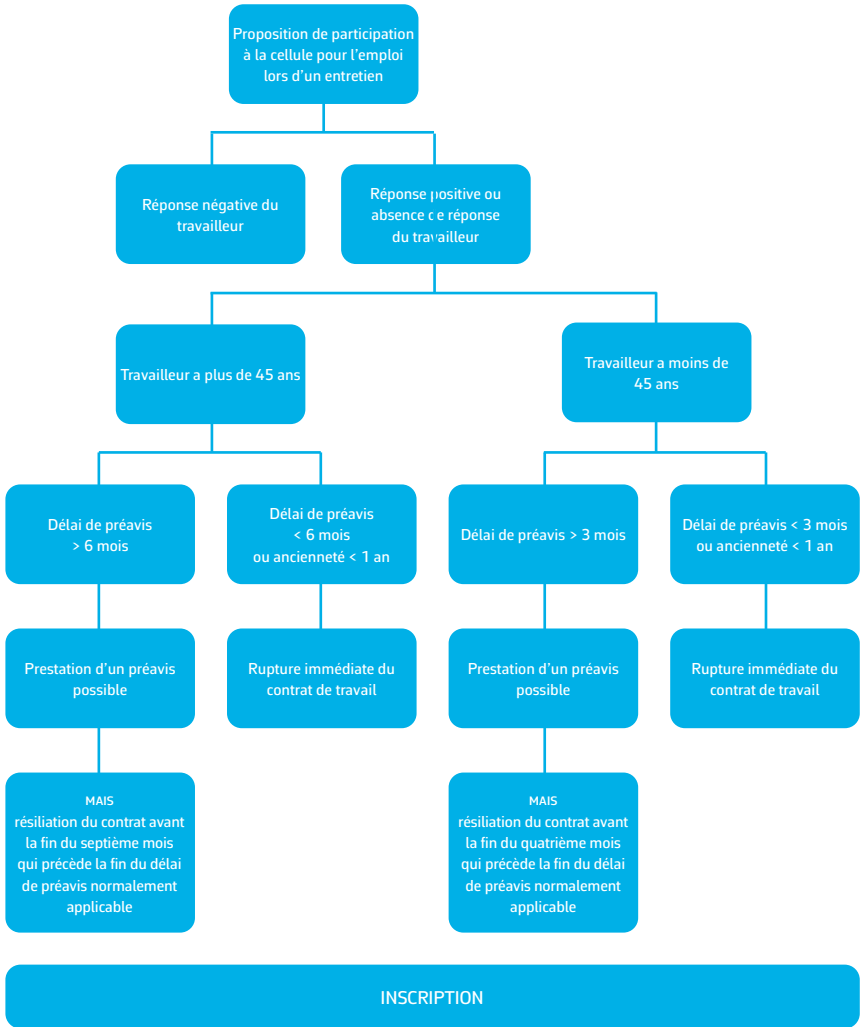 Proposition de participation
à la cellule pour l'emploi
lors d'un entretien
Réponse négative du
travailleur
Réponse positive ou
absence de réponse
du travailleur
Travailleur a plus de 45 ans
Travailleur a moins de
45 ans
Délai de préavis
> 6 mois
Délai de préavis
< 6 mois
ou ancienneté < 1 an
Délai de préavis > 3 mois
Délai de préavis < 3 mois
ou ancienneté < 1 an
Prestation d'un préavis
possible
Rupture immédiate du
contrat de travail
Prestation d'un préavis
possible
Rupture immédiate du
contrat de travail
MAIS
résiliation du contrat avant
la fin du septième mois
qui précède la fin du délai
de préavis normalement
applicable
MAIS
résiliation du contrat avant
la fin du quatrième mois
qui précède la fin du délai
de préavis normalement
applicable
INSCRIPTION